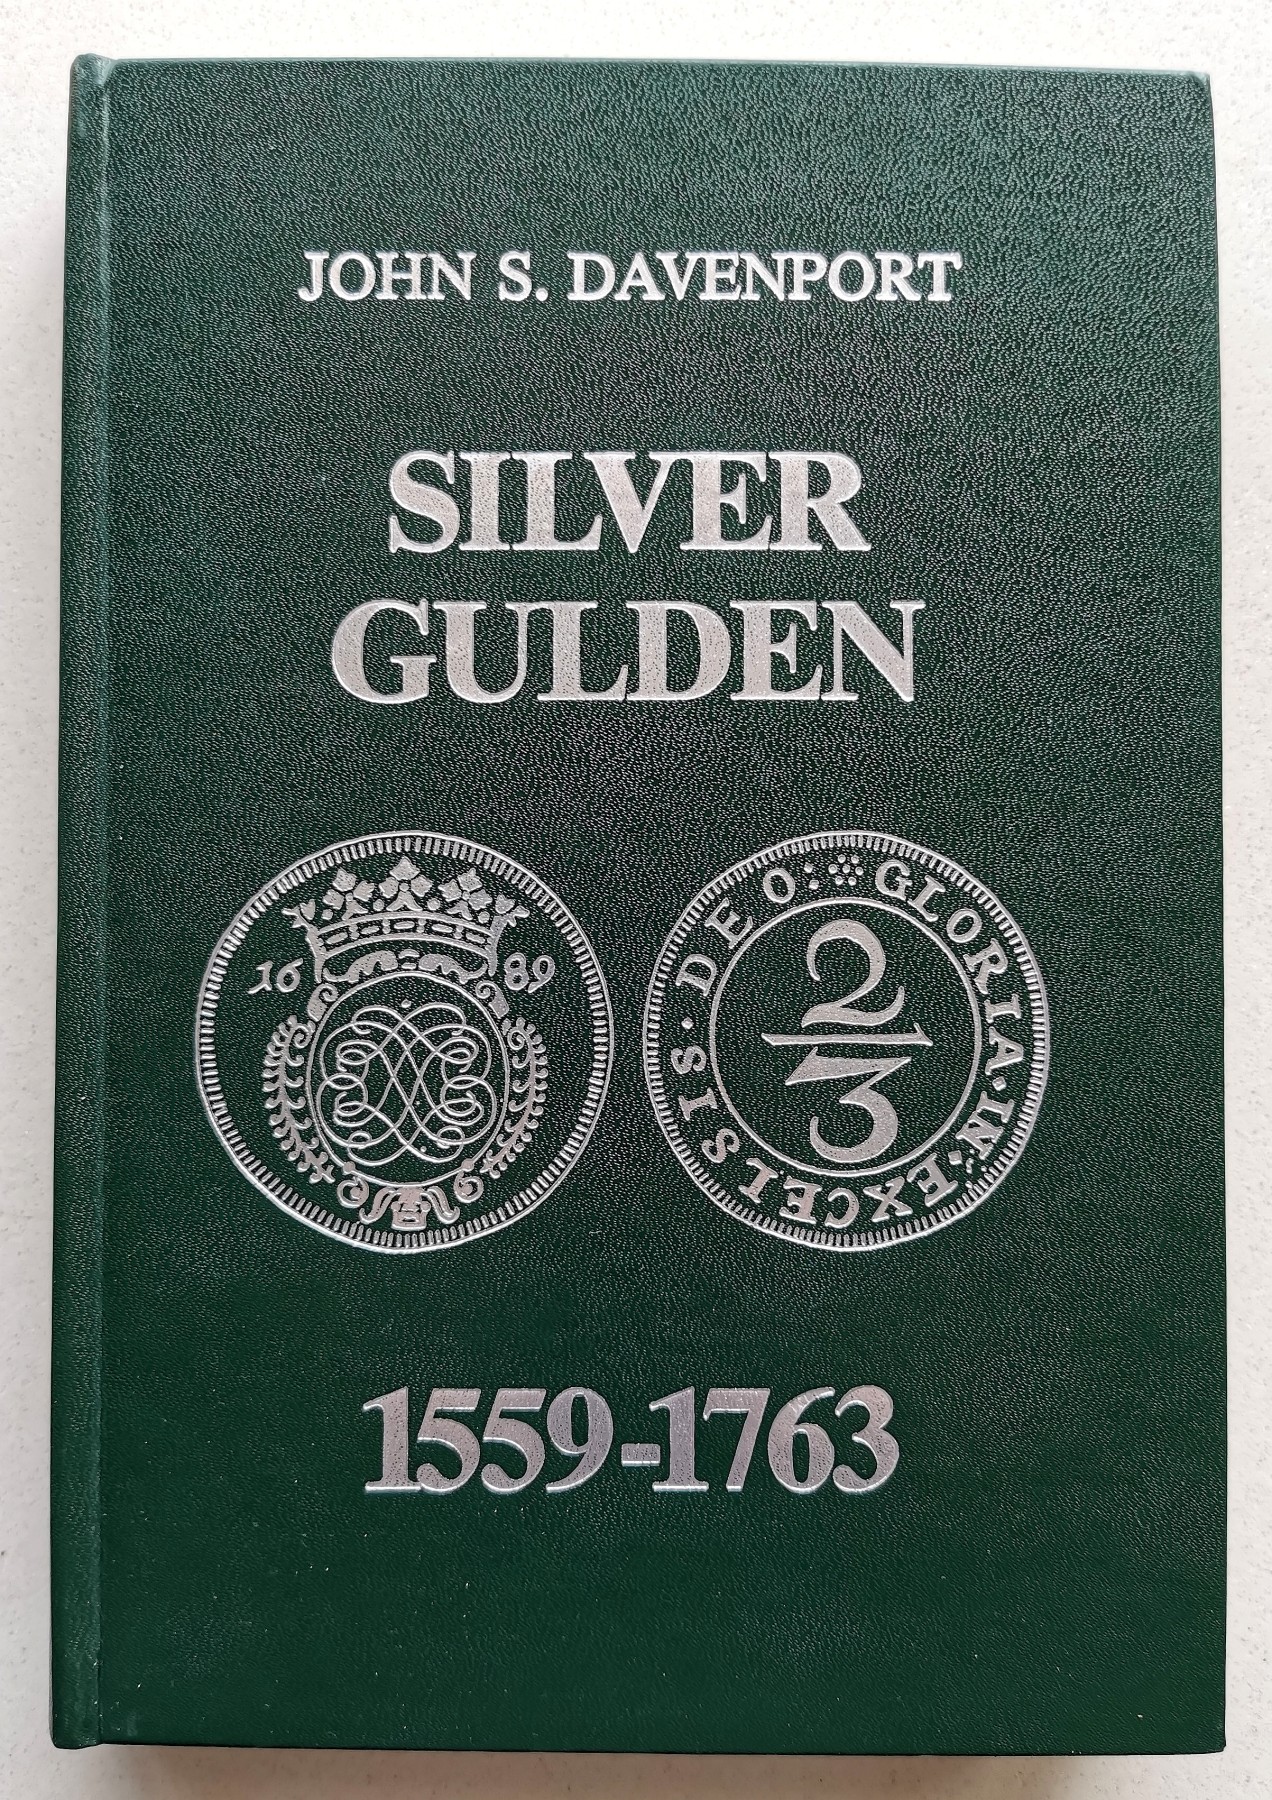 JOHN S. DAVENPORT
SILVER
GULDEN
16 89
GLORIA·IN·EXCELSIS·DEO:
2/3
1559-1763